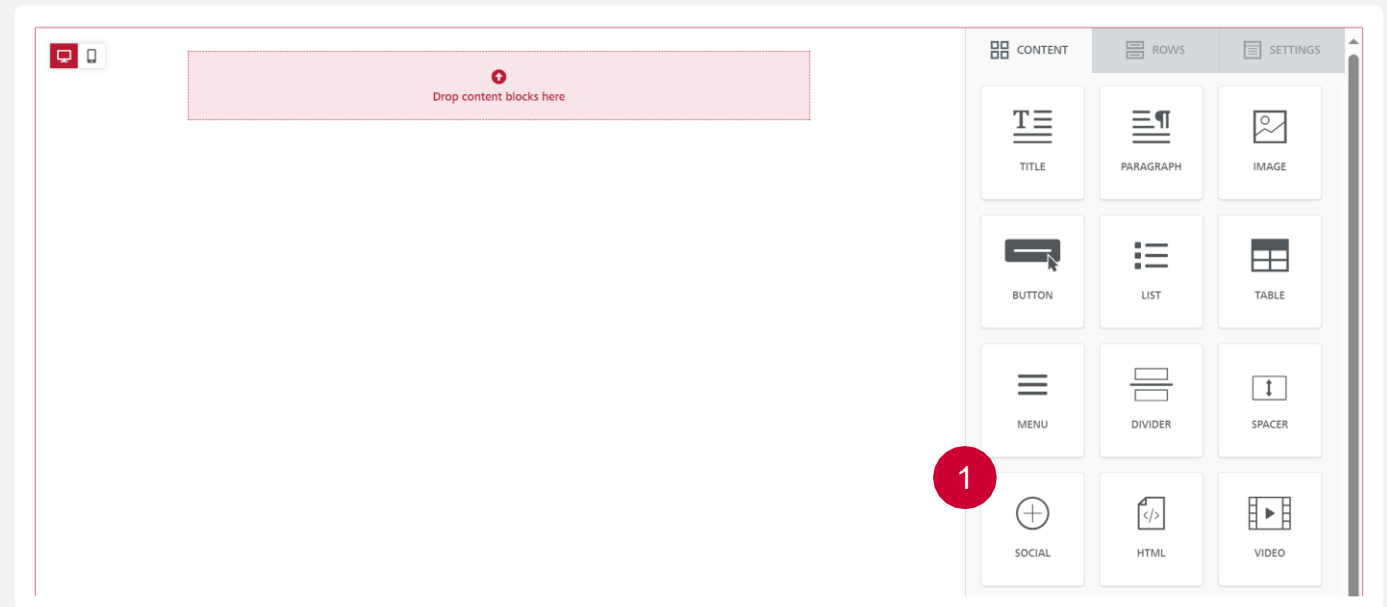 CONTENT
ROWS
SETTINGS
Drop content blocks here
TITLE
PARAGRAPH
IMAGE
BUTTON
LIST
TABLE
MENU
DIVIDER
SPACER
1
SOCIAL
HTML
VIDEO